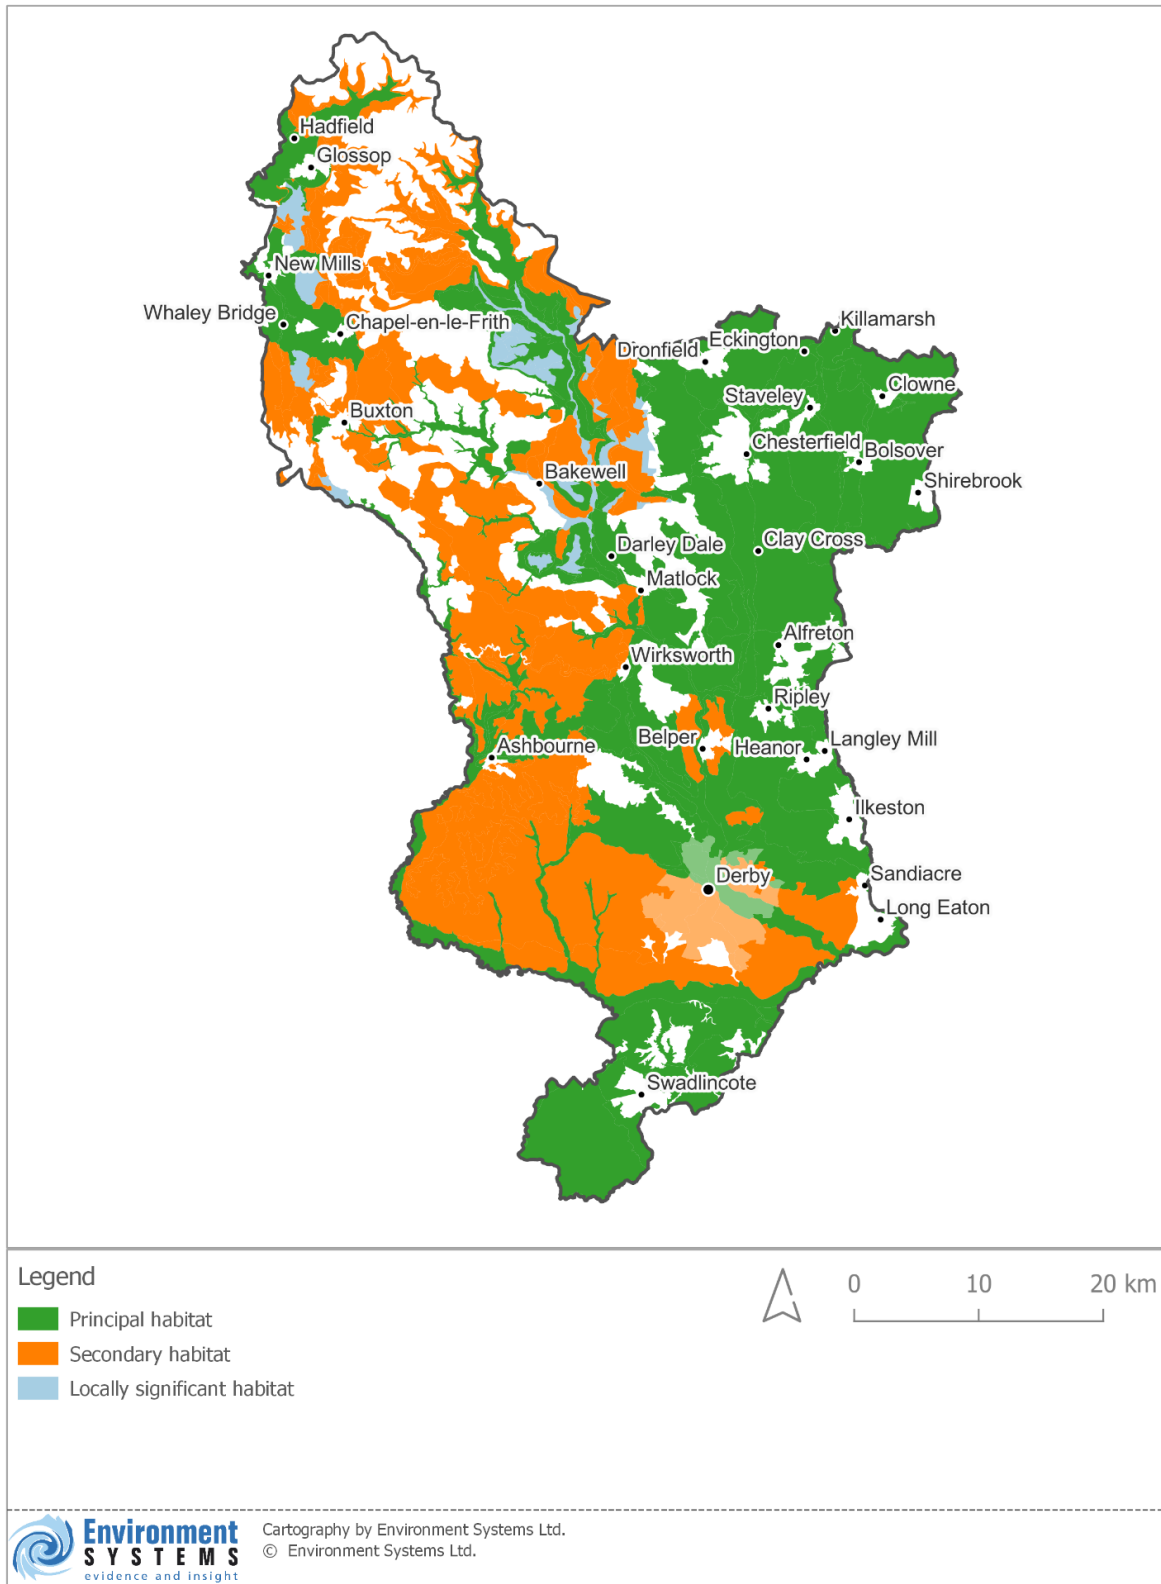 Hadfield
Glossop
New Mills
Whaley Bridge
Chapel-en-le-Frith
Killamarsh
Eckington
Dronfield
Clowne
Staveley
Buxton
Chesterfield
Bolsover
Bakewell
Shirebrook
Clay Cross
Darley Dale
Matlock
Alfreton
Wirksworth
Ripley
Belper
Heanor
Langley Mill
Ashbourne
Ilkeston
Sandiacre
Derby
Long Eaton
Swadlincote
Legend
Principal habitat
Secondary habitat
Locally significant habitat
0 10 20 km
Environment
SYSTEMS
evidence and insight
Cartography by Environment Systems Ltd.
© Environment Systems Ltd.